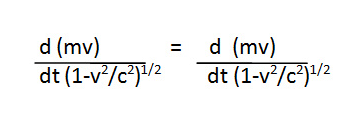 d (mv) = d (mv)
dt (1-v²/c²)¹/² dt (1-v²/c²)¹/²